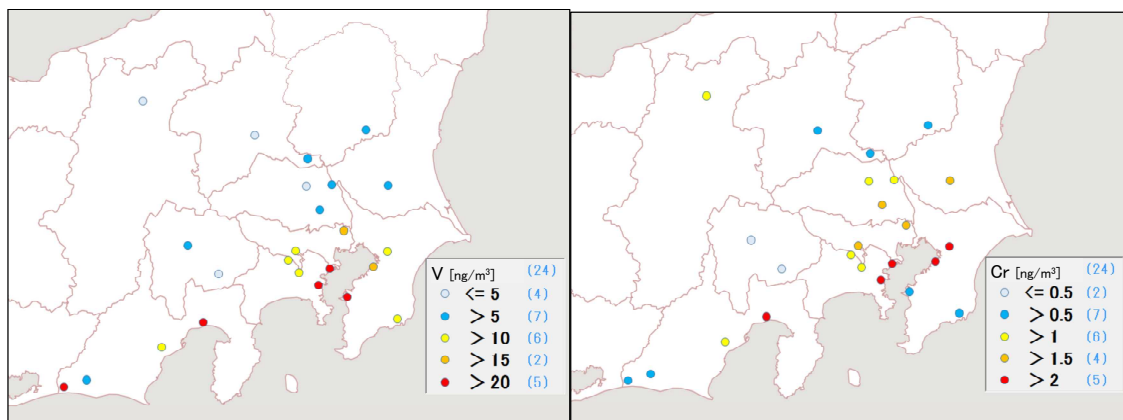 V [ng/m³] (24)
<= 5 (4)
> 5 (7)
> 10 (6)
> 15 (2)
> 20 (5)
Cr [ng/m³] (24)
<= 0.5 (2)
> 0.5 (7)
> 1 (6)
> 1.5 (4)
> 2 (5)